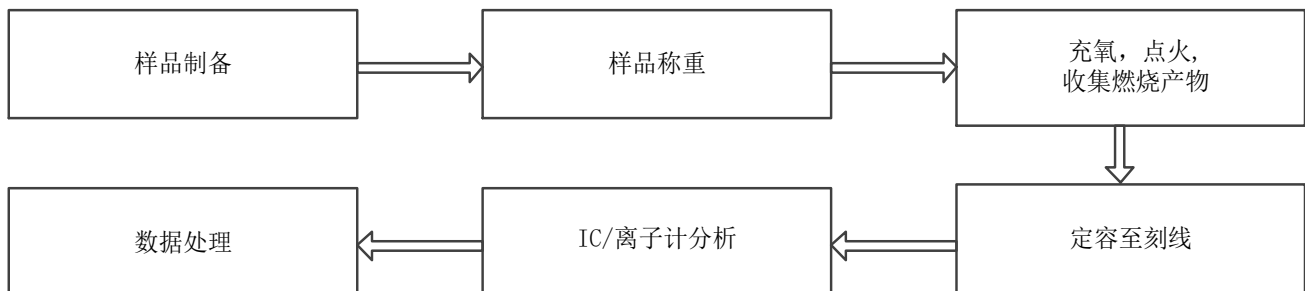 样品制备
样品称重
充氧，点火,
收集燃烧产物
定容至刻线
IC/离子计分析
数据处理